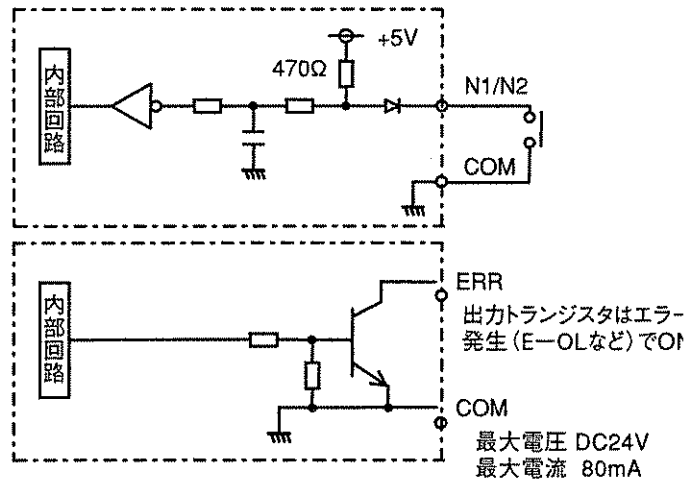 内部回路
+5V
470Ω
N1/N2
COM
内部回路
ERR
出力トランジスタはエラー
発生(E−OLなど)でON
COM
最大電圧 DC24V
最大電流 80mA